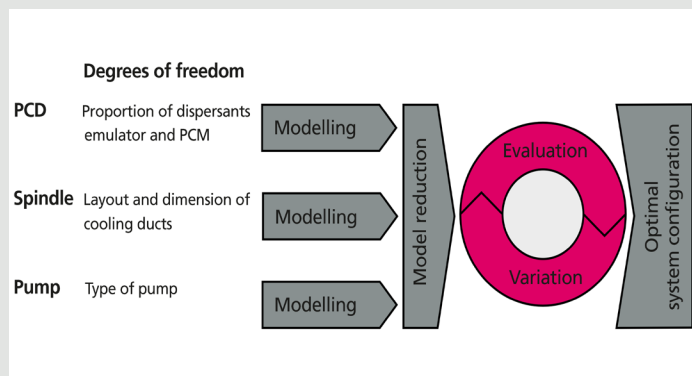 Degrees of freedom
PCD
Proportion of dispersants
emulator and PCM
Modelling
Spindle
Layout and dimension of
cooling ducts
Modelling
Pump
Type of pump
Modelling
Model reduction
Evaluation
Variation
Optimal
system configuration